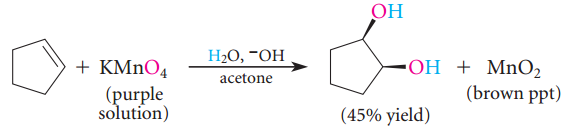 OH
+ KMnO₄
H₂O, ⁻OH
acetone
OH + MnO₂
(purple
solution)
(brown ppt)
(45% yield)